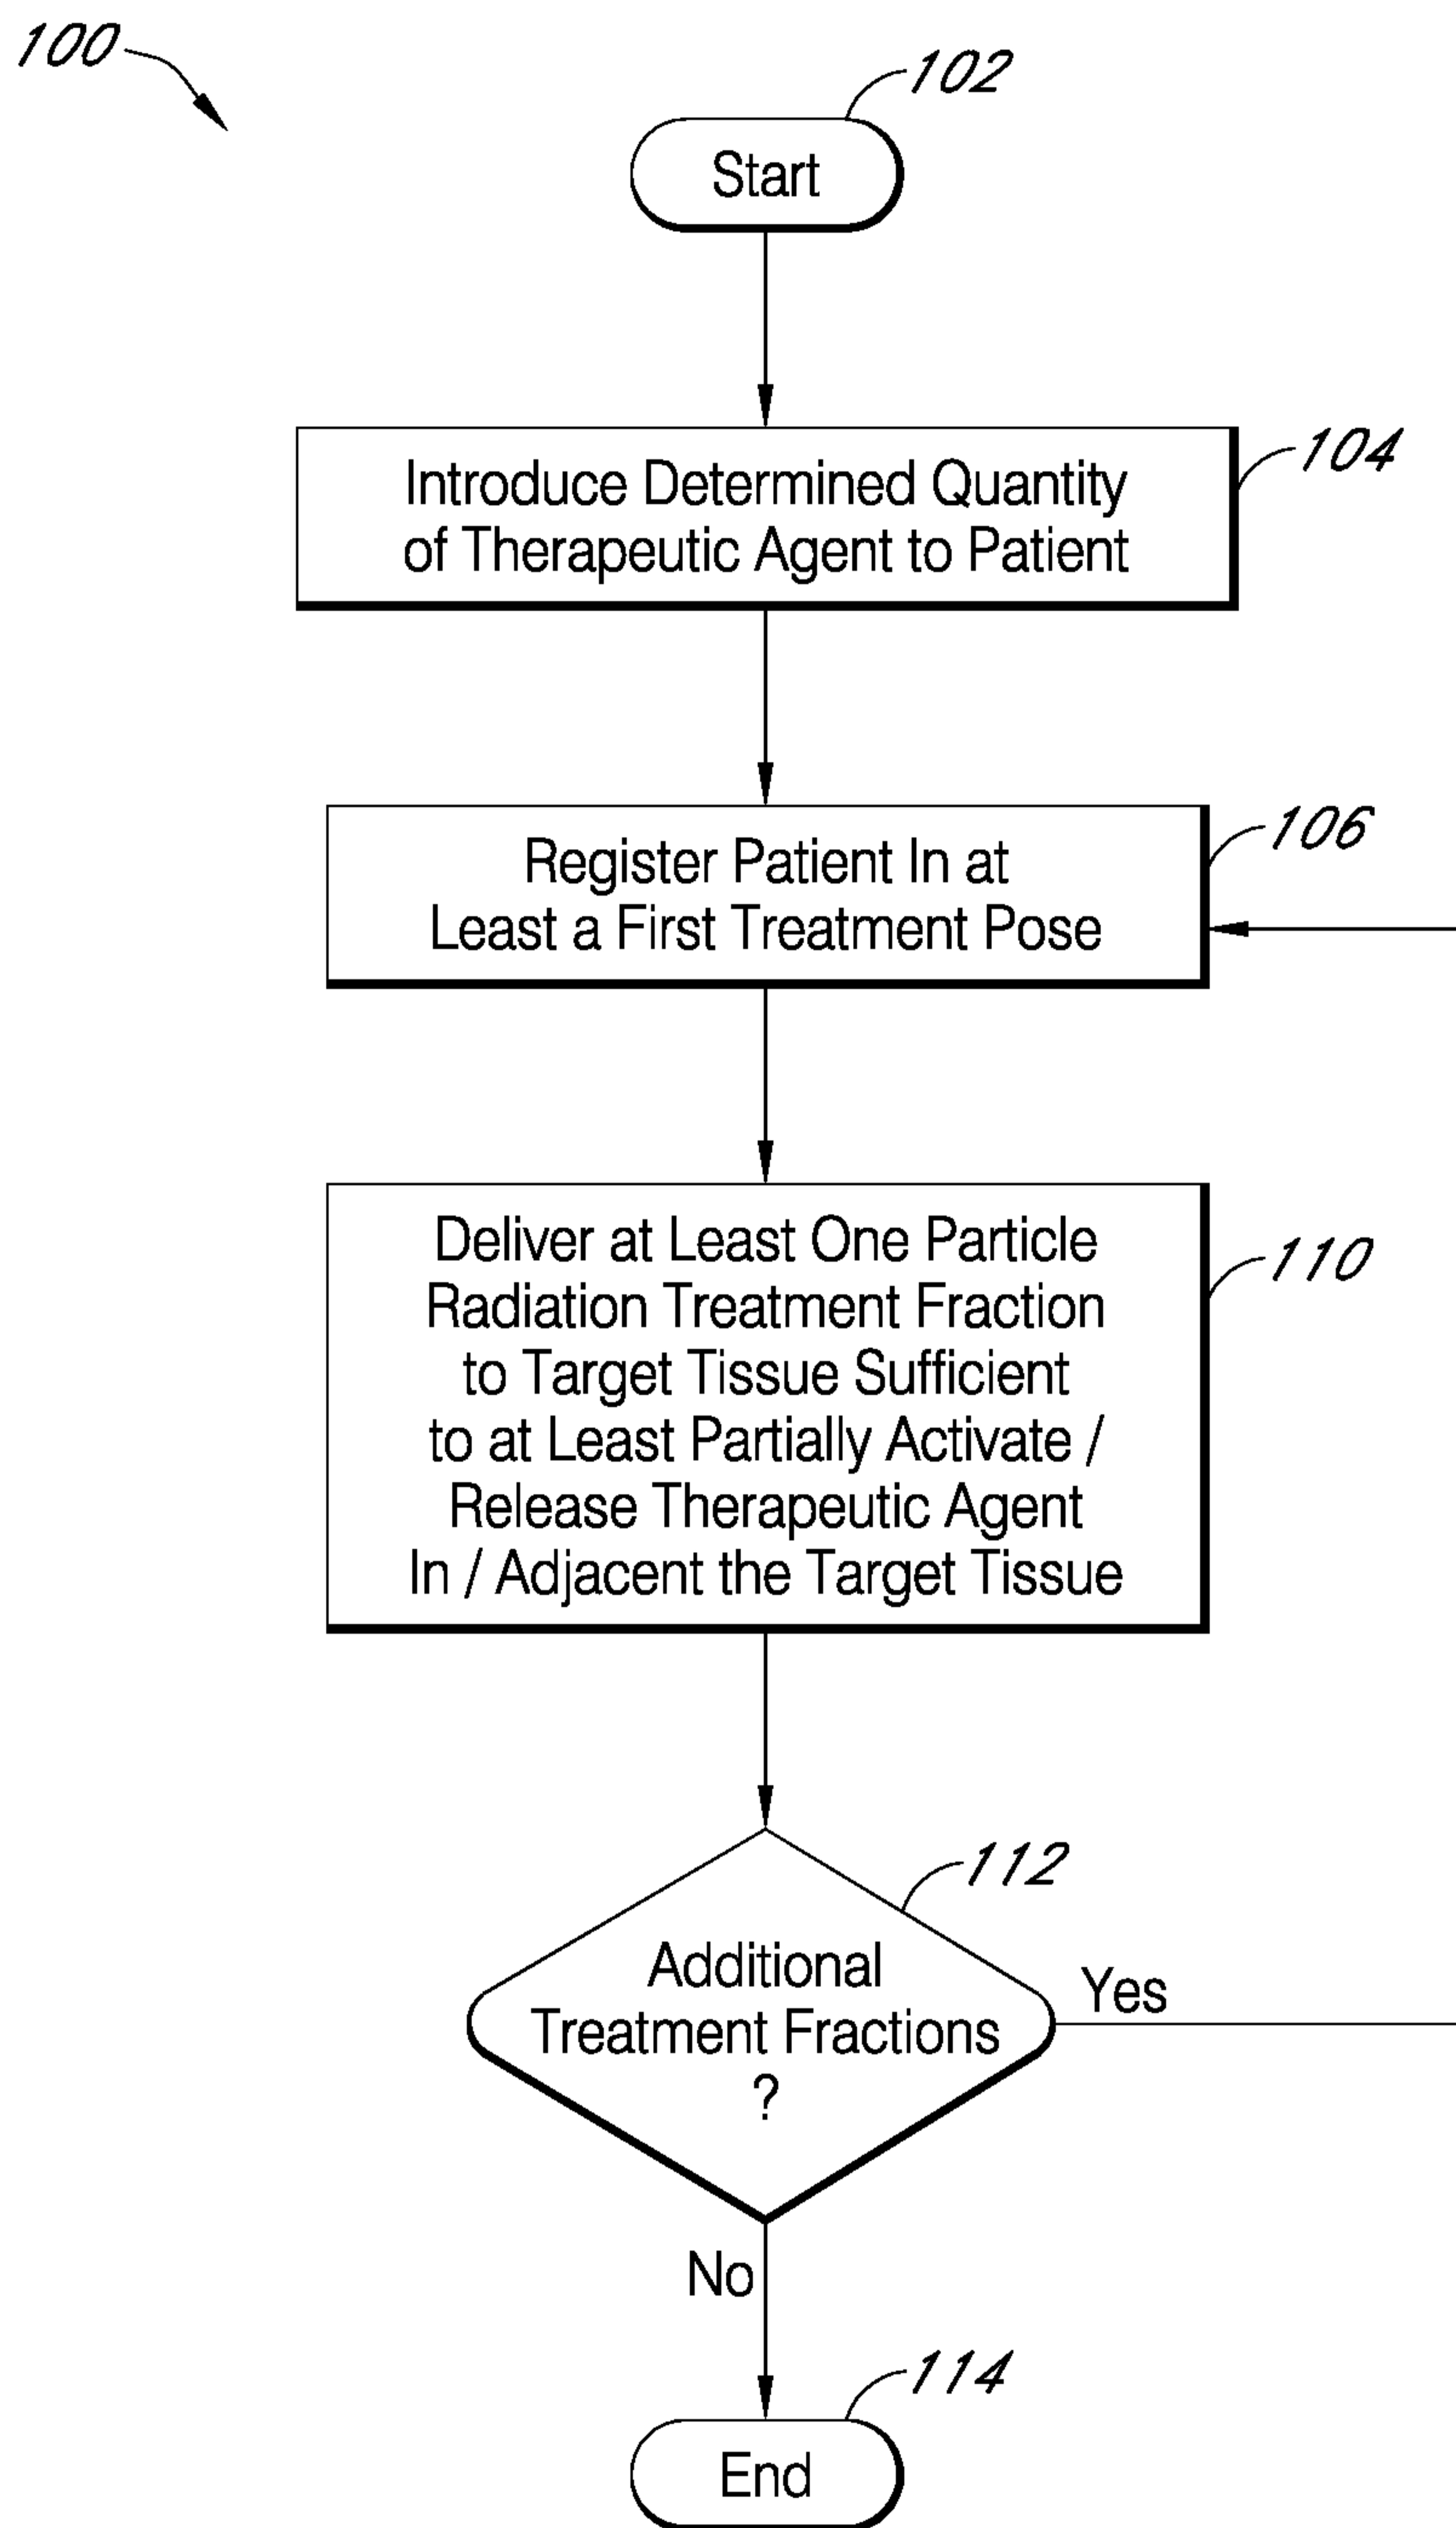 100
102
Start
104
Introduce Determined Quantity
of Therapeutic Agent to Patient
106
Register Patient In at
Least a First Treatment Pose
110
Deliver at Least One Particle
Radiation Treatment Fraction
to Target Tissue Sufficient
to at Least Partially Activate /
Release Therapeutic Agent
In / Adjacent the Target Tissue
112
Additional
Treatment Fractions
?
Yes
No
114
End